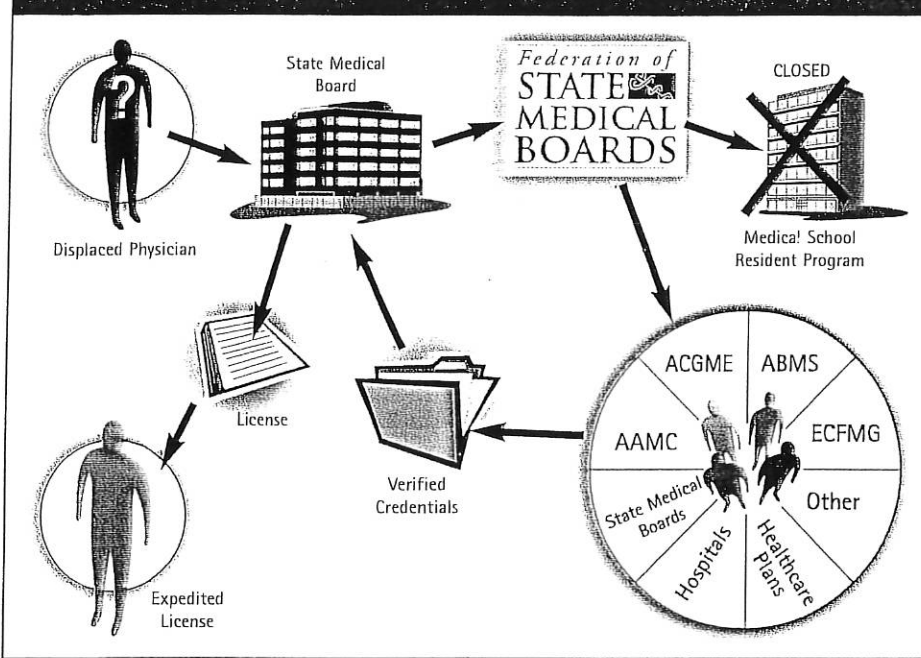 State Medical
Board
Federation of
STATE
MEDICAL
BOARDS
CLOSED
?
Displaced Physician
Medica! School
Resident Program
License
Verified
Credentials
Expedited
License
ACGME
ABMS
AAMC
ECFMG
State Medical
Boards
Other
Hospitals
Healthcare
Plans